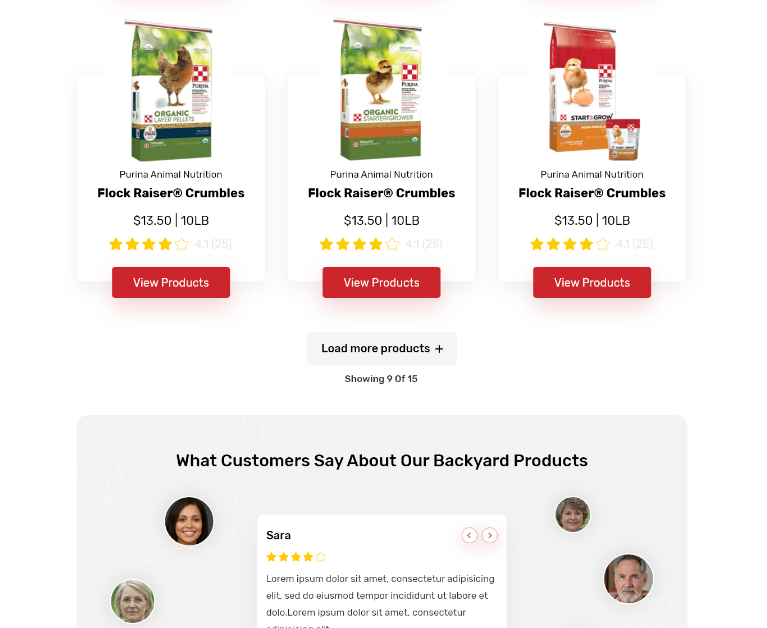 PURINA
ORGANIC
LAYER PELLETS
PURINA
ORGANIC
STARTER/GROWER
PURINA
START&GROW
Purina Animal Nutrition
Flock Raiser® Crumbles
$13.50 | 10LB
4.1 (25)
View Products
Purina Animal Nutrition
Flock Raiser® Crumbles
$13.50 | 10LB
4.1 (25)
View Products
Purina Animal Nutrition
Flock Raiser® Crumbles
$13.50 | 10LB
4.1 (25)
View Products
Load more products +
Showing 9 Of 15
What Customers Say About Our Backyard Products
Sara
Lorem ipsum dolor sit amet, consectetur adipisicing
elit, sed do eiusmod tempor incididunt ut labore et
dolo.Lorem ipsum dolor sit amet, consectetur